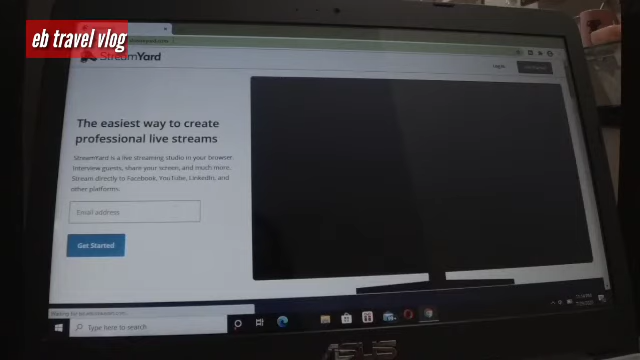 eb travel vlog
StreamYard
Log in
The easiest way to create
professional live streams
StreamYard is a live streaming studio in your browser.
Interview guests, share your screen, and much more.
Stream directly to Facebook, YouTube, LinkedIn, and
other platforms.
Email address
Get Started
Type here to search
ASUS